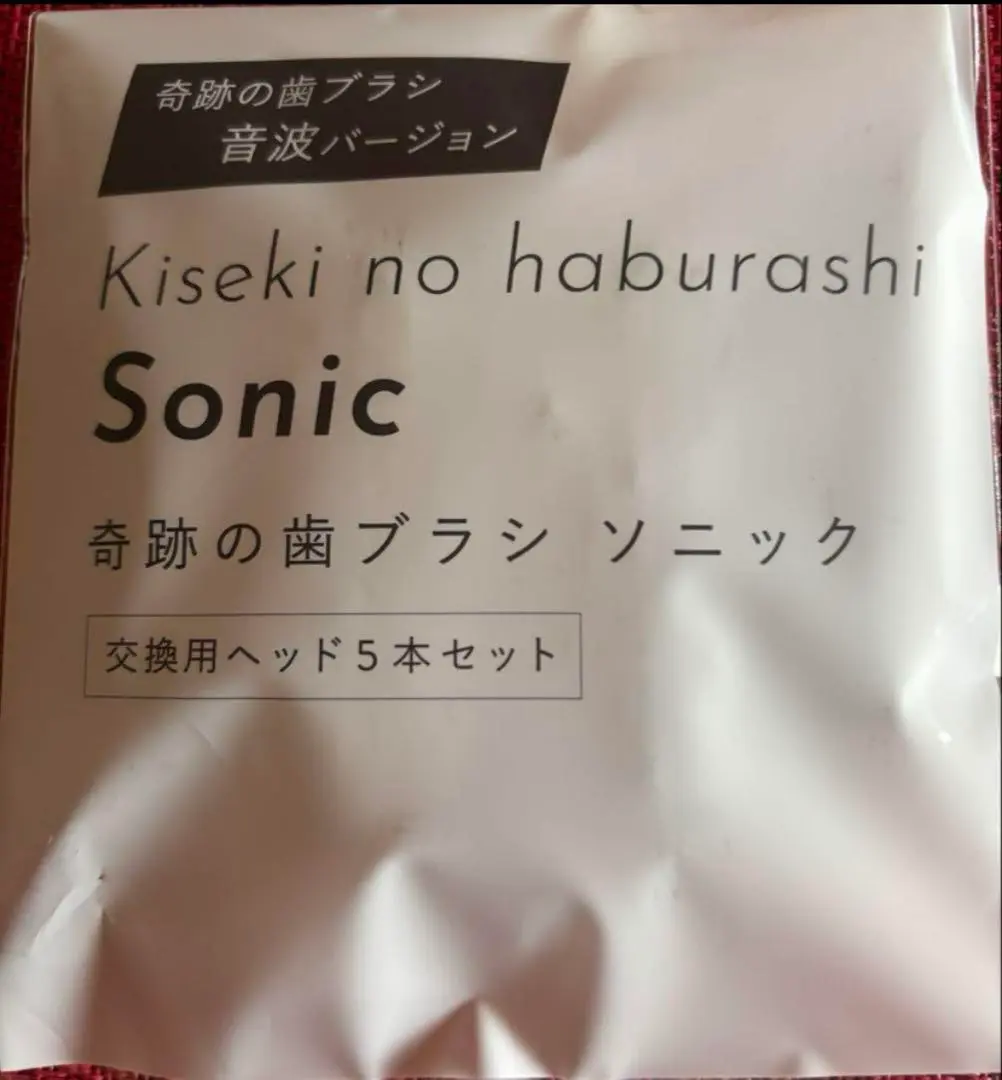 奇跡の歯ブラシ
音波バージョン
Kiseki no haburashi
Sonic
奇跡の歯ブラシ ソニック
交換用ヘッド5本セット